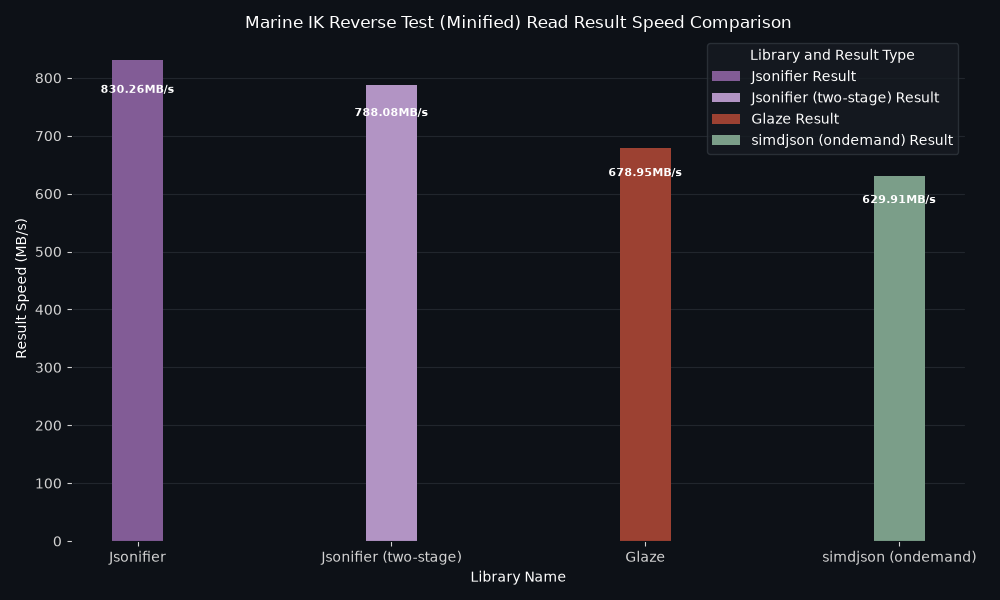 Marine IK Reverse Test (Minified) Read Result Speed Comparison
Library and Result Type
Jsonifier Result
Jsonifier (two-stage) Result
Glaze Result
simdjson (ondemand) Result
830.26MB/s
788.08MB/s
678.95MB/s
629.91MB/s
Result Speed (MB/s)
800
700
600
500
400
300
200
100
0
Jsonifier
Jsonifier (two-stage)
Glaze
simdjson (ondemand)
Library Name